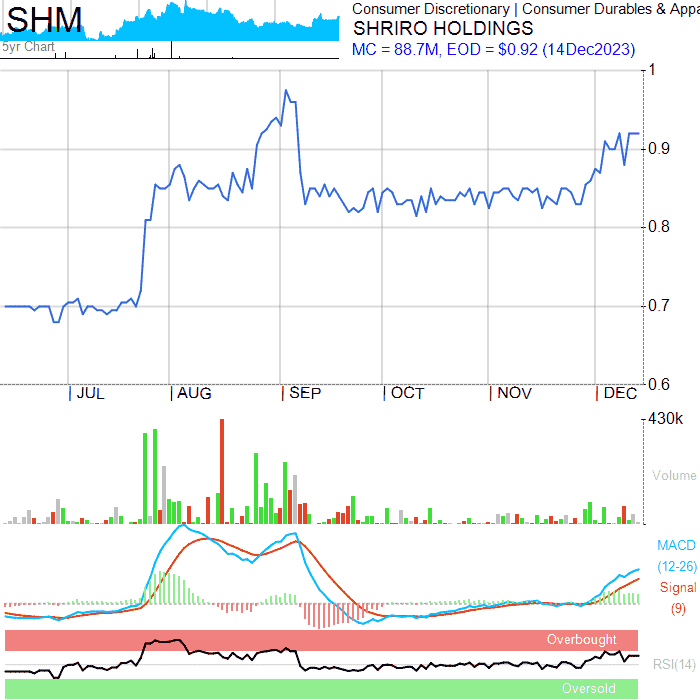 SHM
5yr Chart
Consumer Discretionary | Consumer Durables & Appa
SHRIRO HOLDINGS
MC = 88.7M, EOD = $0.92 (14Dec2023)
1
0.9
0.8
0.7
0.6
JUL
AUG
SEP
OCT
NOV
DEC
430k
Volume
MACD
(12-26)
Signal
(9)
Overbought
RSI(14)
Oversold